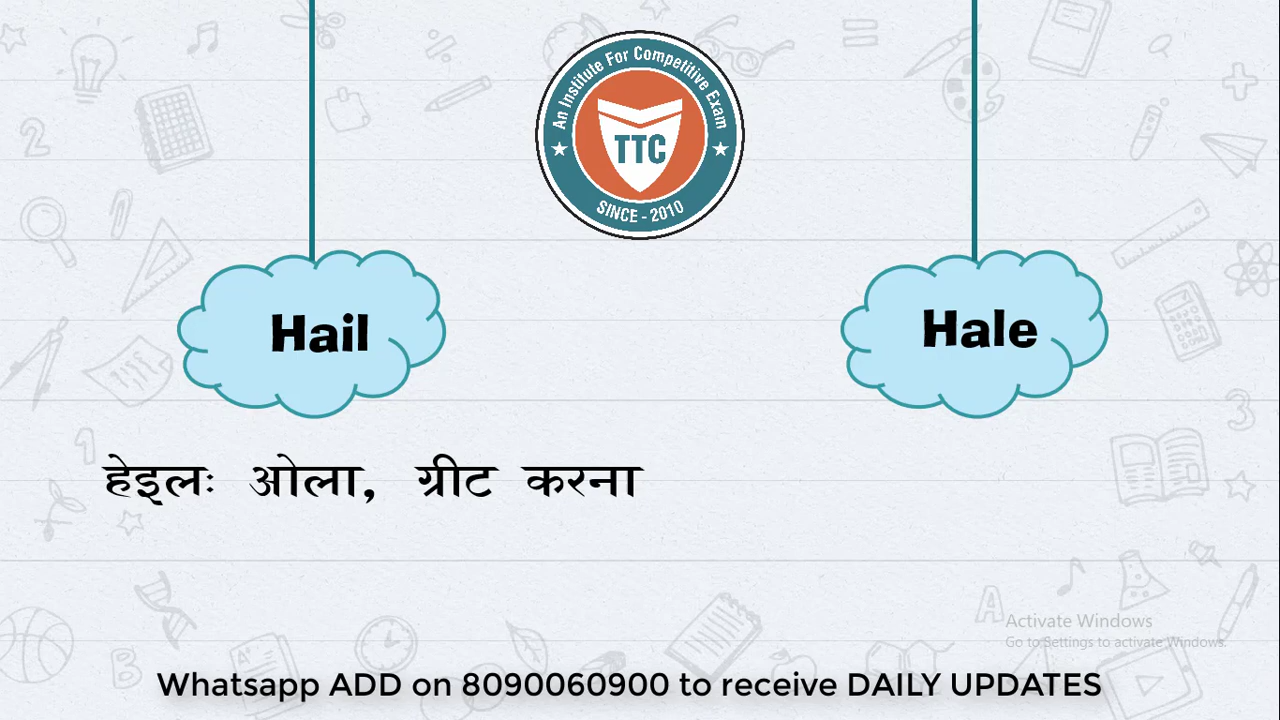 An Institute For Competitive Exam
TTC
SINCE - 2010
Hail
Hale
हेइलः ओला, ग्रीट करना
Activate Windows
Go to Settings to activate Windows.
Whatsapp ADD on 8090060900 to receive DAILY UPDATES